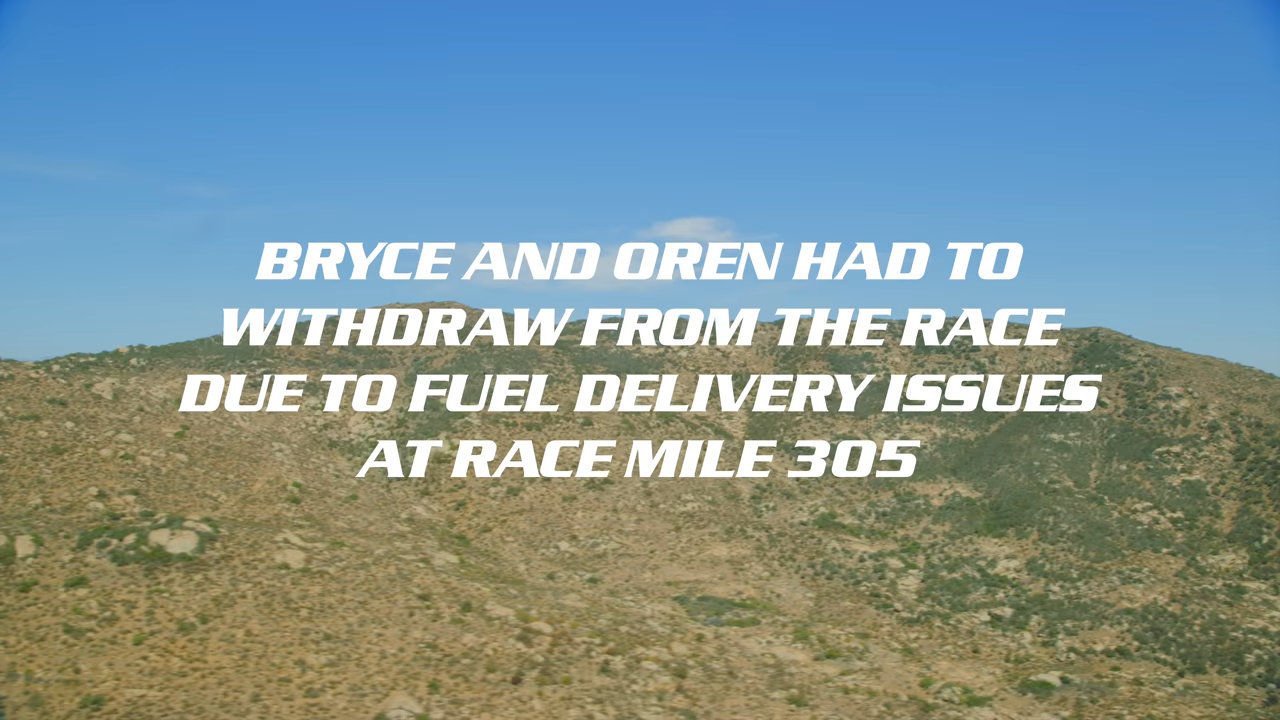 BRYCE AND OREN HAD TO
WITHDRAW FROM THE RACE
DUE TO FUEL DELIVERY ISSUES
AT RACE MILE 305